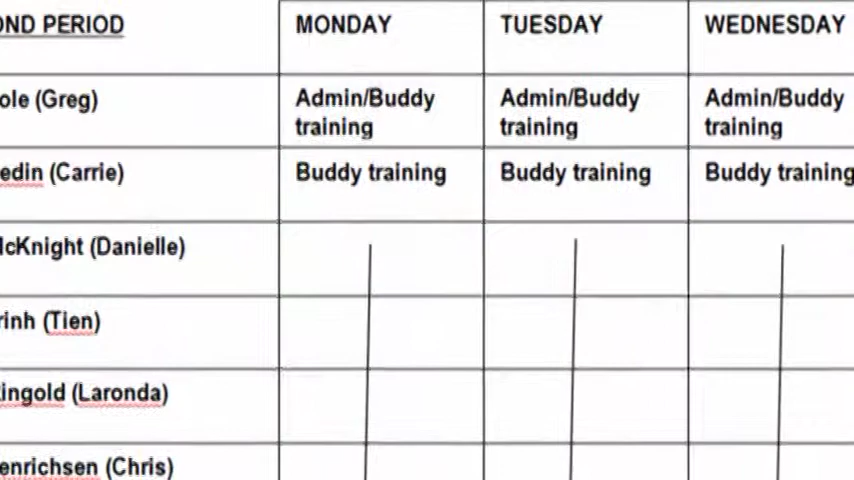 OND PERIOD MONDAY TUESDAY WEDNESDAY
ole (Greg) Admin/Buddy training Admin/Buddy training Admin/Buddy training
edin (Carrie) Buddy training Buddy training Buddy training
McKnight (Danielle)
rinh (Tien)
ingold (Laronda)
enrichsen (Chris)